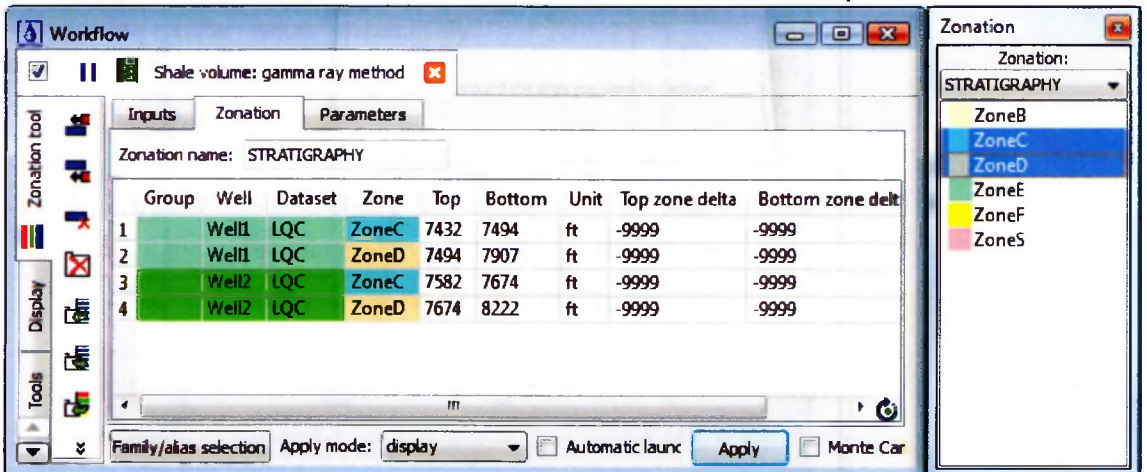 Workflow
Shale volume: gamma ray method
Inputs Zonation Parameters
Zonation name: STRATIGRAPHY
Group Well Dataset Zone Top Bottom Unit Top zone delta Bottom zone delt
1 Well1 LQC ZoneC 7432 7494 ft -9999 -9999
2 Well1 LQC ZoneD 7494 7907 ft -9999 -9999
3 Well2 LQC ZoneC 7582 7674 ft -9999 -9999
4 Well2 LQC ZoneD 7674 8222 ft -9999 -9999
Family/alias selection Apply mode: display Automatic launc Apply Monte Car
Zonation tool
Display
Tools
Zonation
Zonation:
STRATIGRAPHY
ZoneB
ZoneC
ZoneD
ZoneE
ZoneF
ZoneS